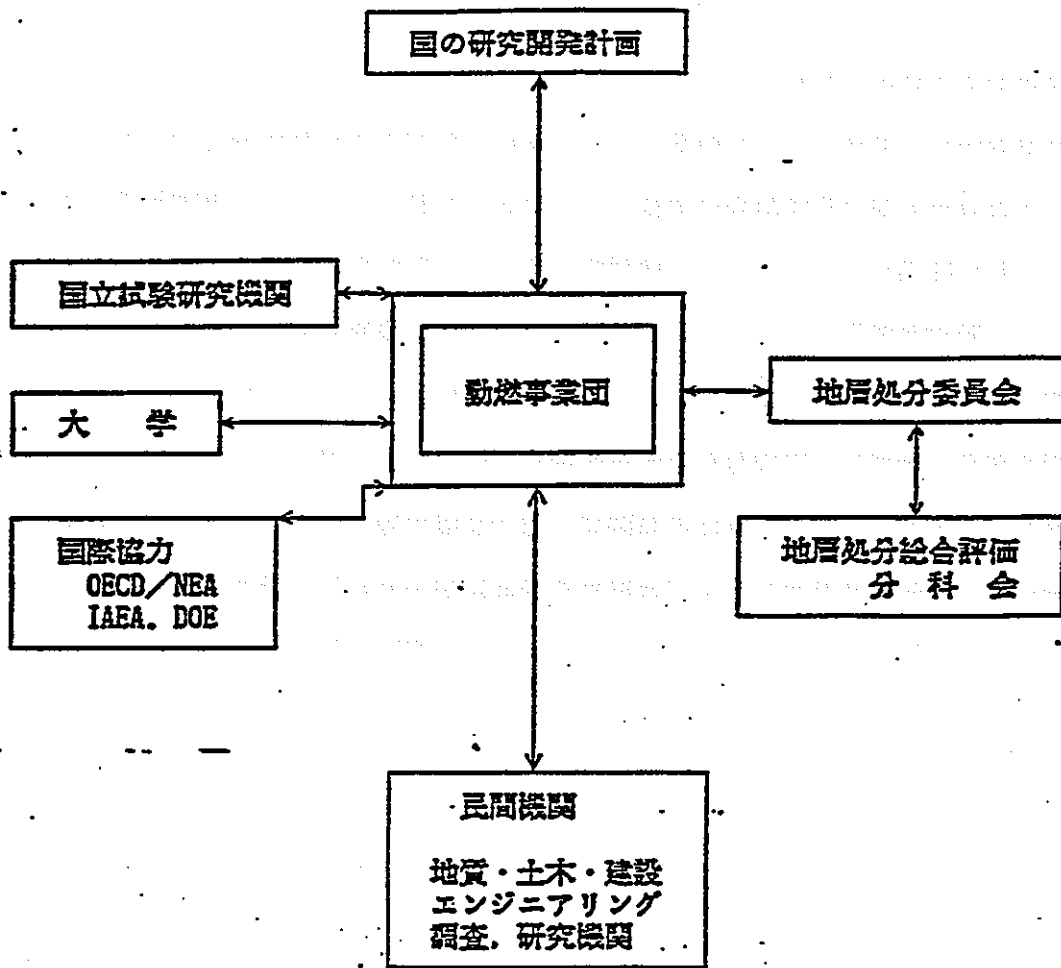 国の研究開発計画
国立試験研究機関
動燃事業団
地層処分委員会
大　学
国際協力
OECD/NEA
IAEA. DOE
地層処分総合評価
分　科　会
民間機関
地質・土木・建設
エンジニアリング
調査, 研究機関